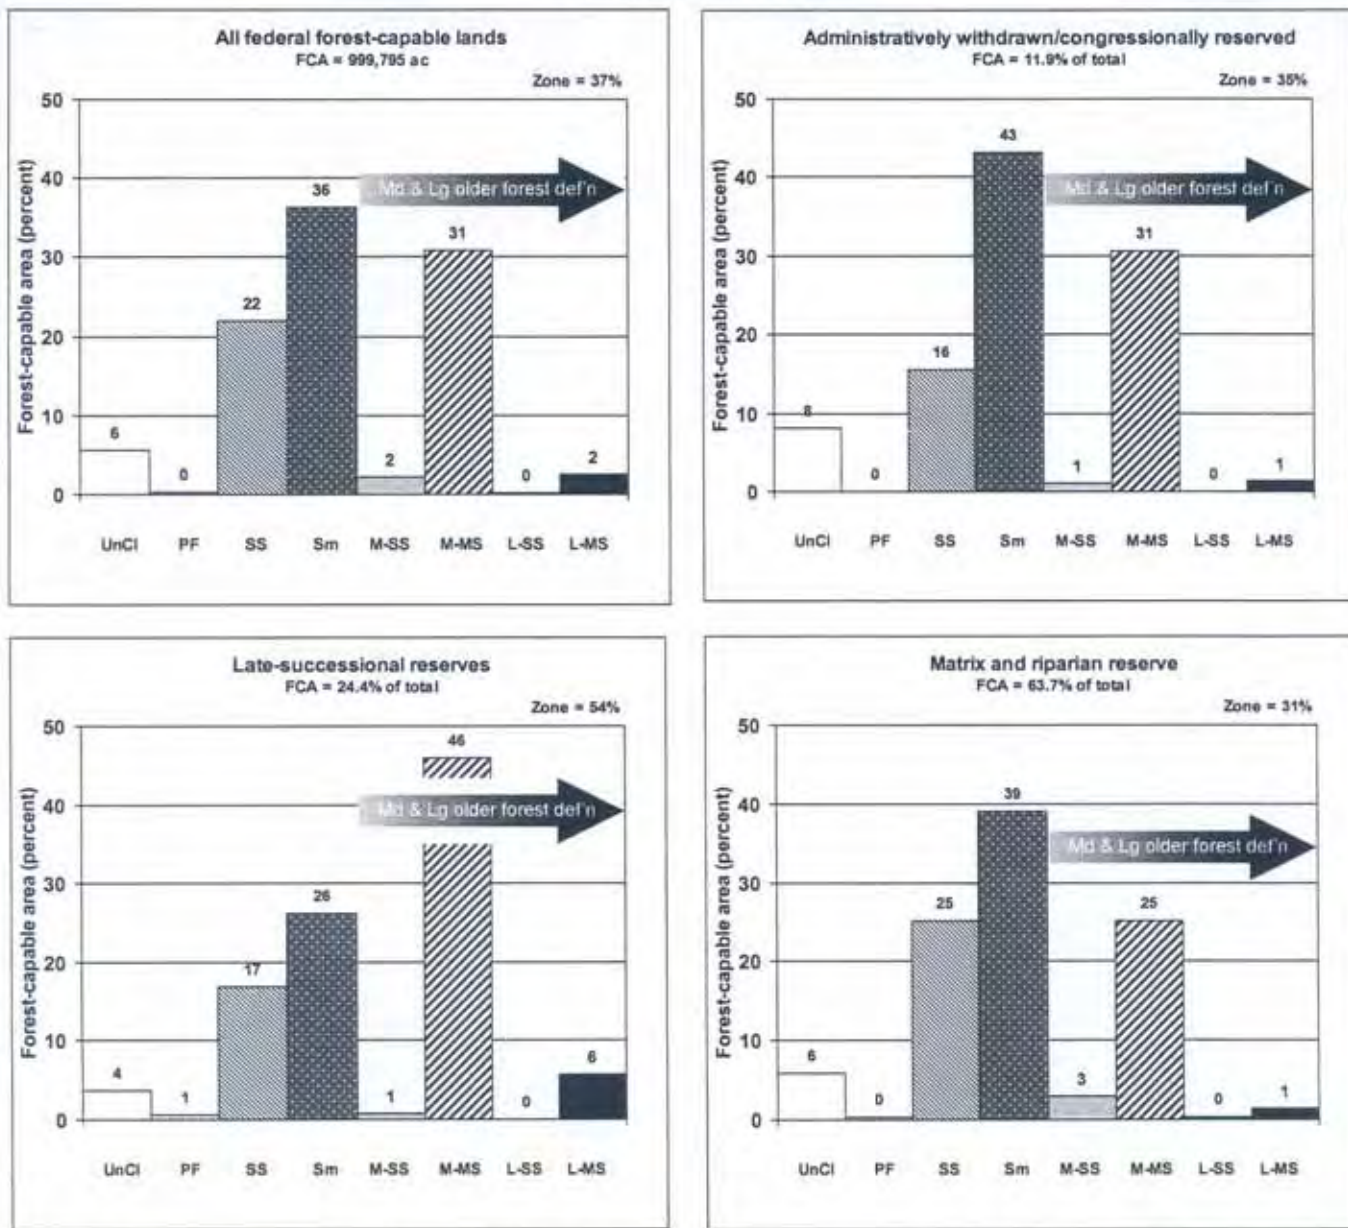 All federal forest-capable lands
FCA = 999,795 ac
Zone = 37%
Forest-capable area (percent)
50
40
30
20
10
0
6
0
22
36
2
31
0
2
Md & Lg older forest def'n
UnCl PF SS Sm M-SS M-MS L-SS L-MS
Administratively withdrawn/congressionally reserved
FCA = 11.9% of total
Zone = 35%
Forest-capable area (percent)
50
40
30
20
10
0
8
0
16
43
1
31
0
1
Md & Lg older forest def'n
UnCl PF SS Sm M-SS M-MS L-SS L-MS
Late-successional reserves
FCA = 24.4% of total
Zone = 54%
Forest-capable area (percent)
50
40
30
20
10
0
4
1
17
26
1
46
0
6
Md & Lg older forest def'n
UnCl PF SS Sm M-SS M-MS L-SS L-MS
Matrix and riparian reserve
FCA = 63.7% of total
Zone = 31%
Forest-capable area (percent)
50
40
30
20
10
0
6
0
25
39
3
25
0
1
Md & Lg older forest def'n
UnCl PF SS Sm M-SS M-MS L-SS L-MS